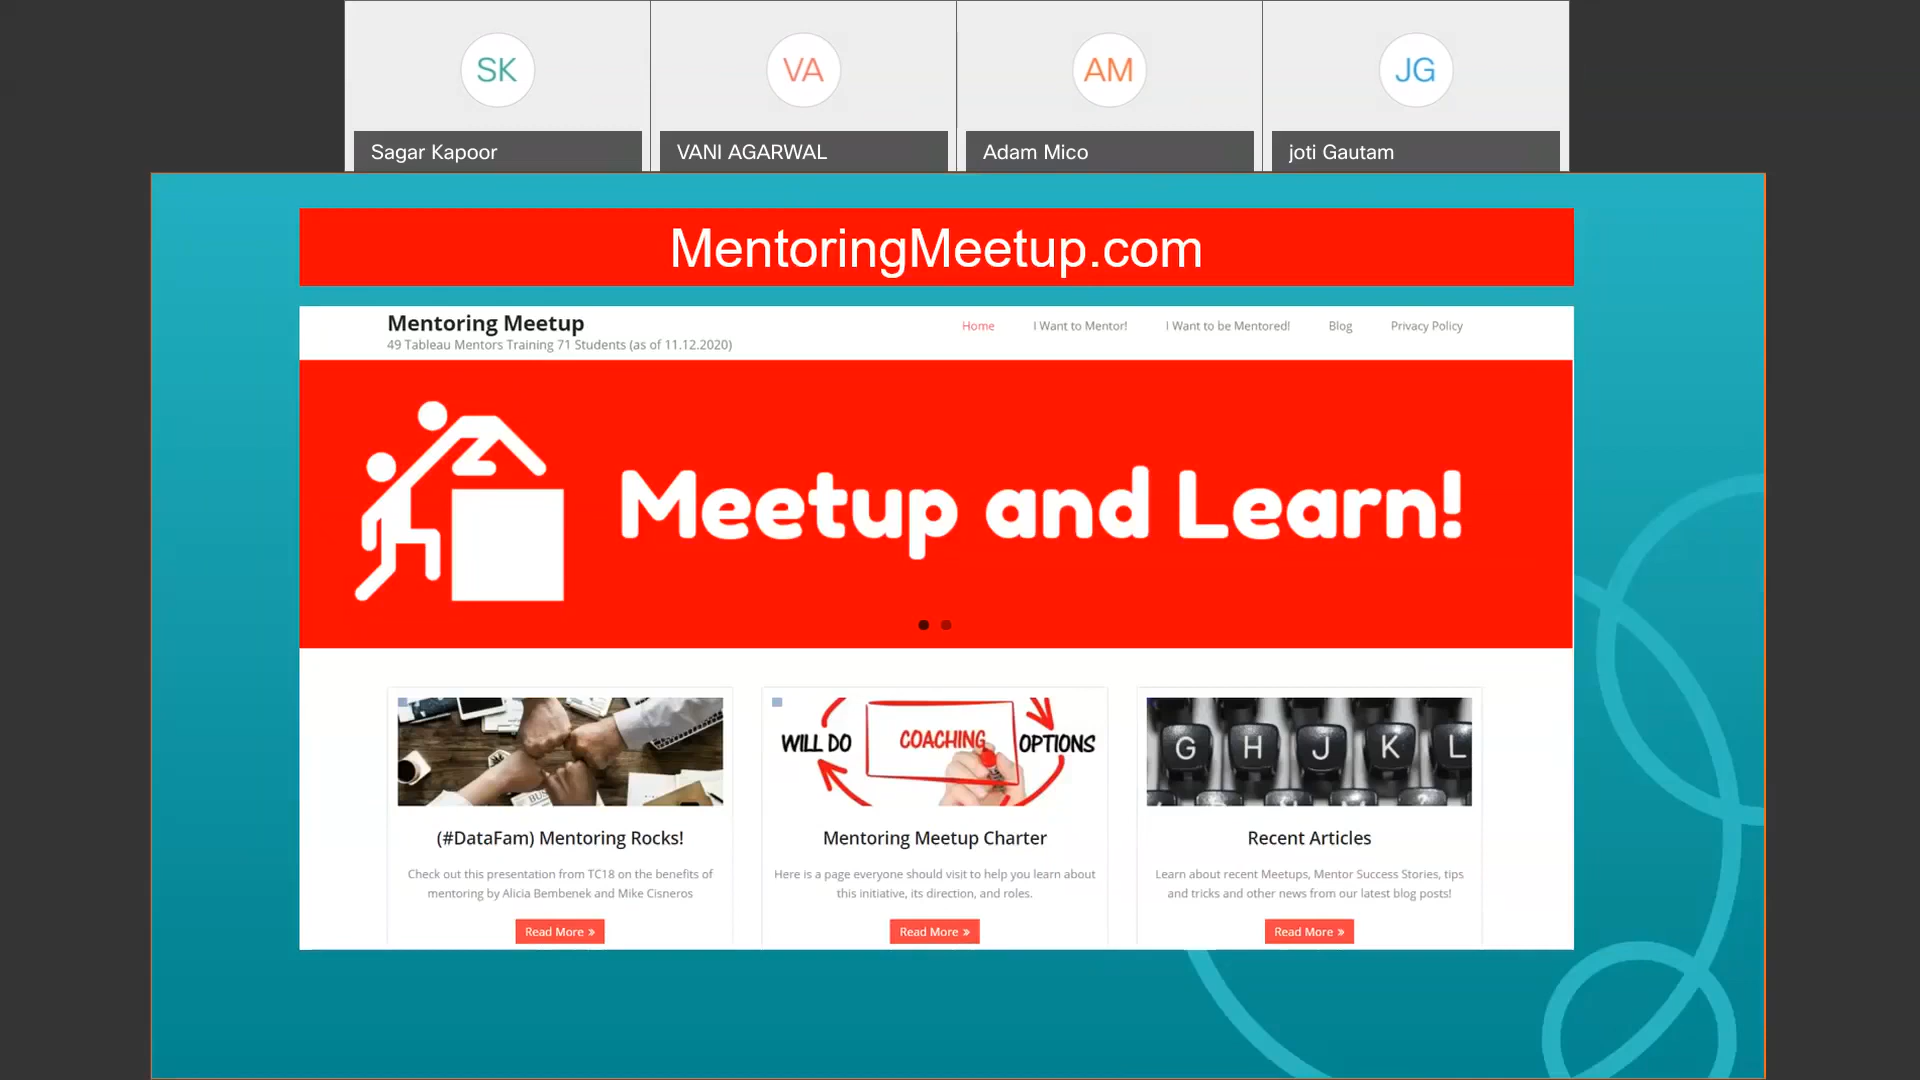 SK
VA
AM
JG
Sagar Kapoor
VANI AGARWAL
Adam Mico
joti Gautam
MentoringMeetup.com
Mentoring Meetup
49 Tableau Mentors Training 71 Students (as of 11.12.2020)
Home
I Want to Mentor!
I Want to be Mentored!
Blog
Privacy Policy
Meetup and Learn!
WILL DO
COACHING
OPTIONS
G H J K L
(#DataFam) Mentoring Rocks!
Check out this presentation from TC18 on the benefits of
mentoring by Alicia Bembenek and Mike Cisneros
Read More »
Mentoring Meetup Charter
Here is a page everyone should visit to help you learn about
this initiative, its direction, and roles.
Read More »
Recent Articles
Learn about recent Meetups, Mentor Success Stories, tips
and tricks and other news from our latest blog posts!
Read More »